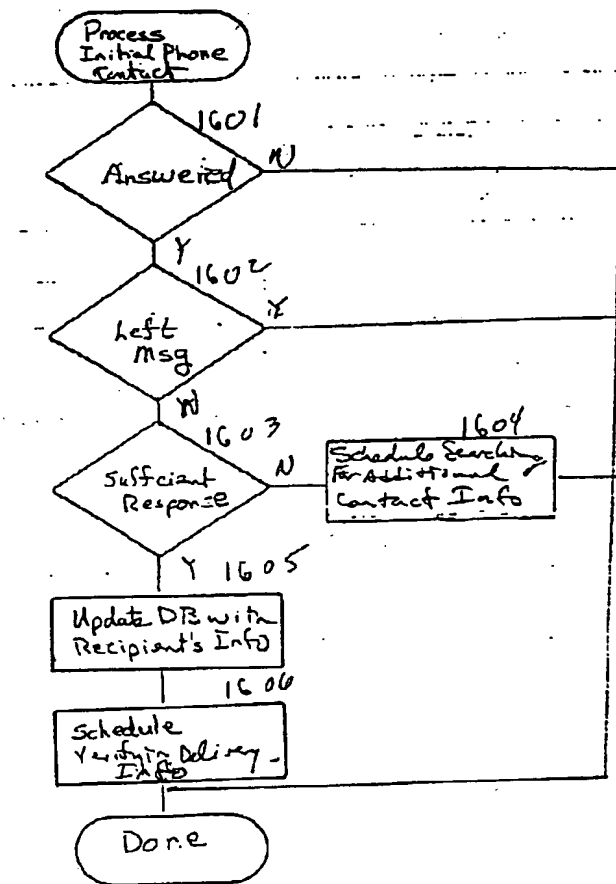 Process
Initial Phone
Contact
1601
Answered
N
Y
1602
Left
Msg
Y
N
1603
Sufficient
Response
N
1604
Schedule Searching
For Additional
Contact Info
Y
1605
Update DB with
Recipient's Info
1606
Schedule
Verifyin Delivery
Info
Done